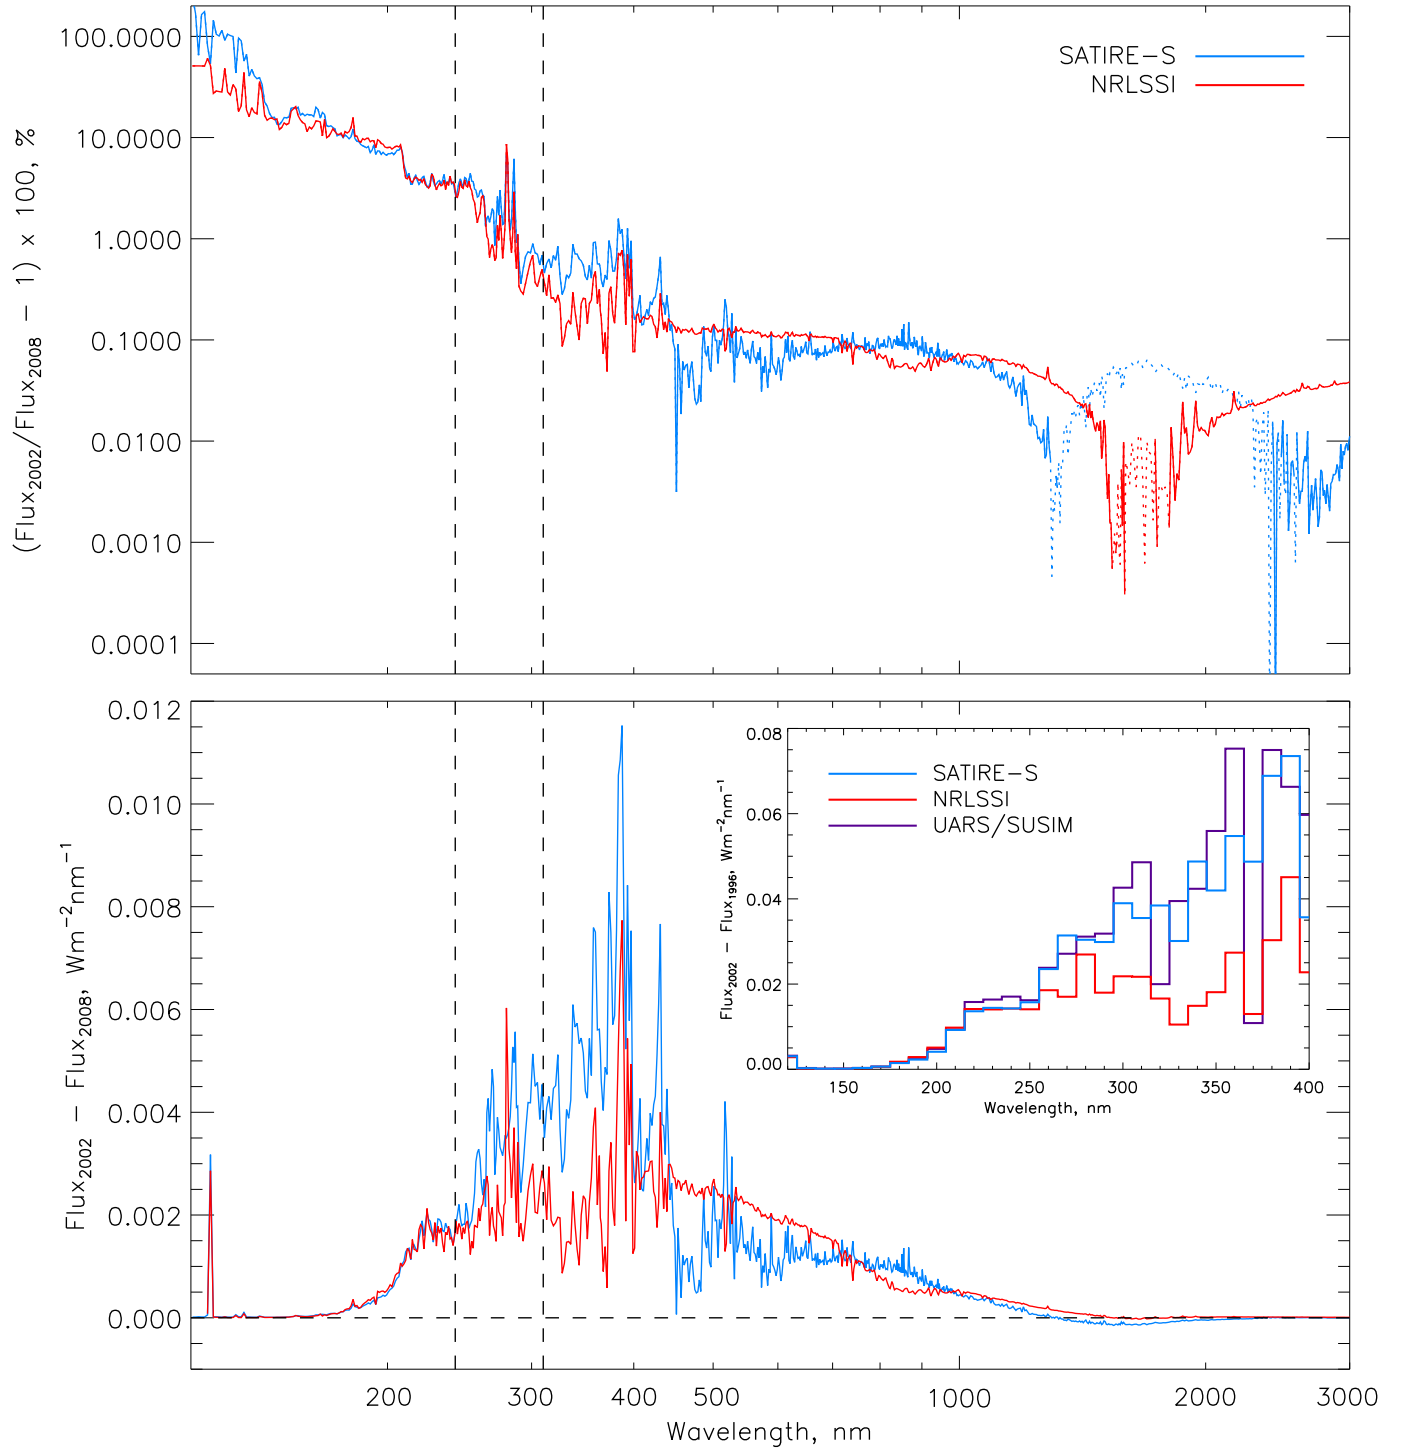 (Flux2002/Flux2008 − 1) x 100, %
100.0000
10.0000
1.0000
0.1000
0.0100
0.0010
0.0001
SATIRE−S
NRLSSI
Flux2002 − Flux2008, Wm−2nm−1
0.012
0.010
0.008
0.006
0.004
0.002
0.000
Flux2002 − Flux1996, Wm−2nm−1
0.08
0.06
0.04
0.02
0.00
SATIRE−S
NRLSSI
UARS/SUSIM
150 200 250 300 350 400
Wavelength, nm
200 300 400 500 1000 2000 3000
Wavelength, nm